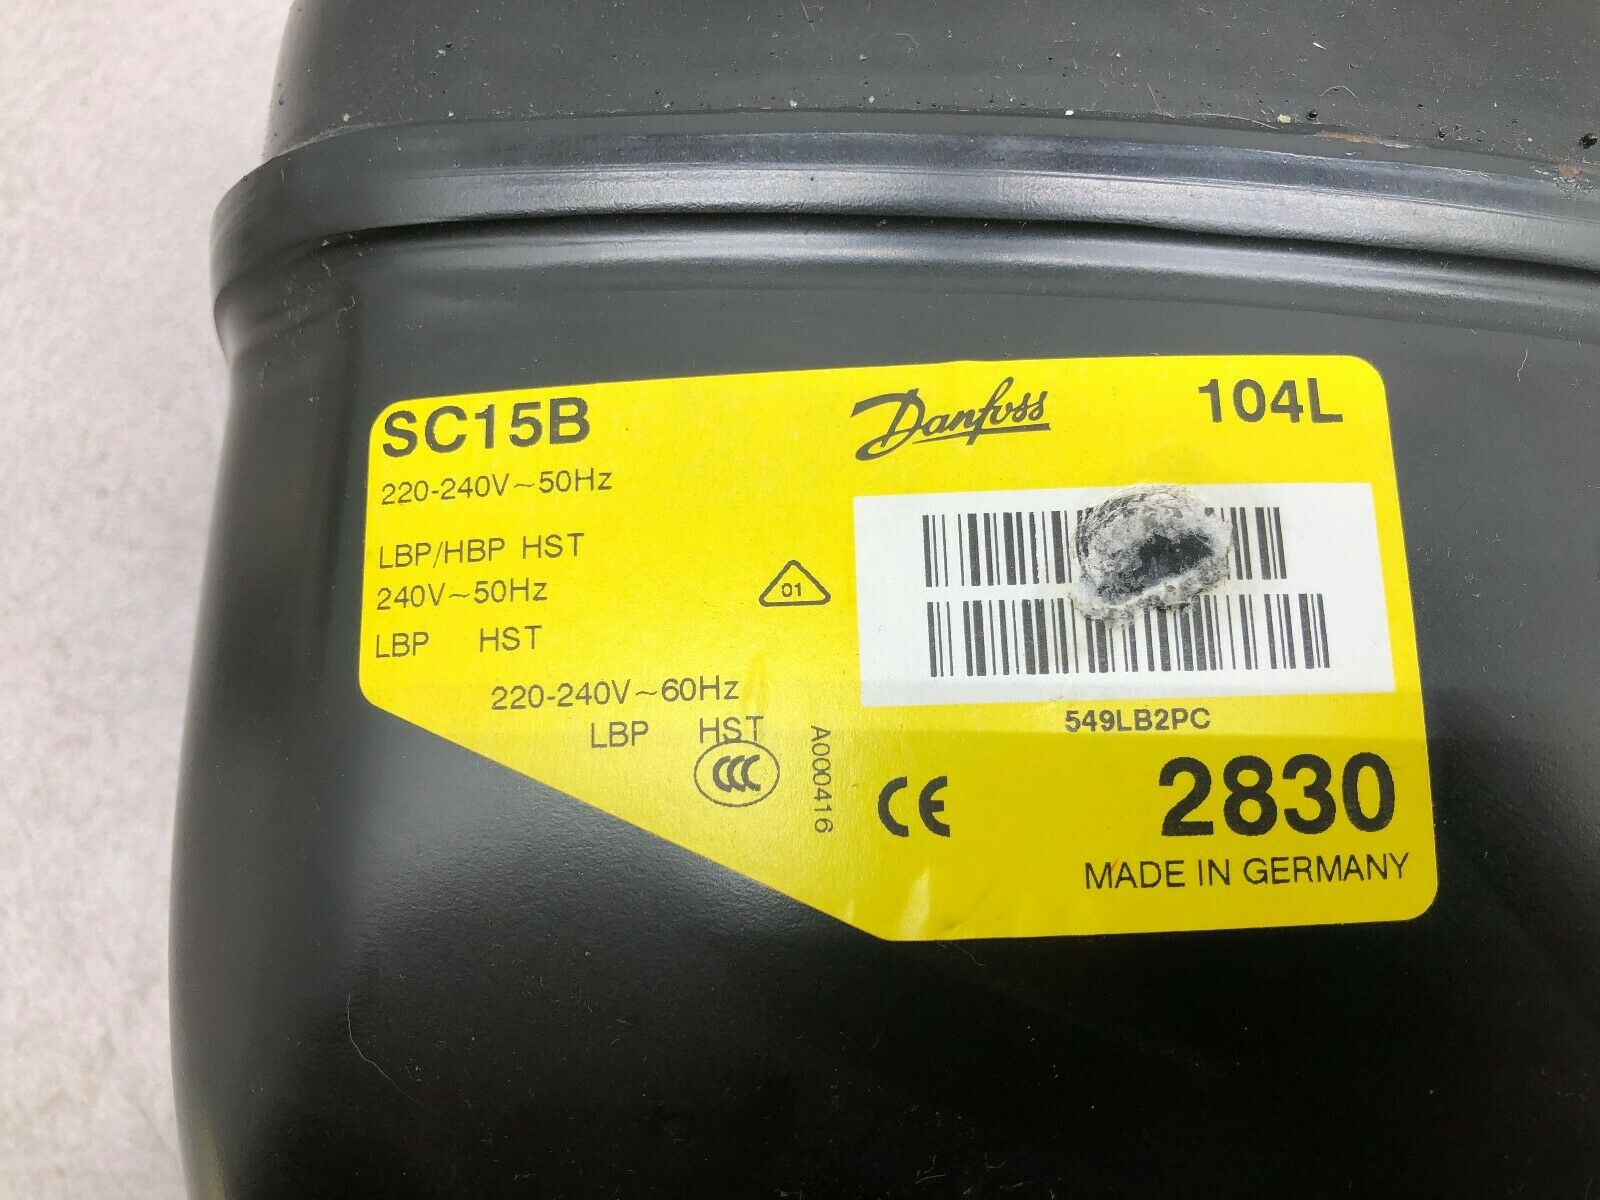 SC15B
Danfoss
104L
220-240V~50Hz
LBP/HBP HST
240V~50Hz
LBP HST
01
220-240V~60Hz
LBP HST
CCC
A000416
549LB2PC
CE
2830
MADE IN GERMANY